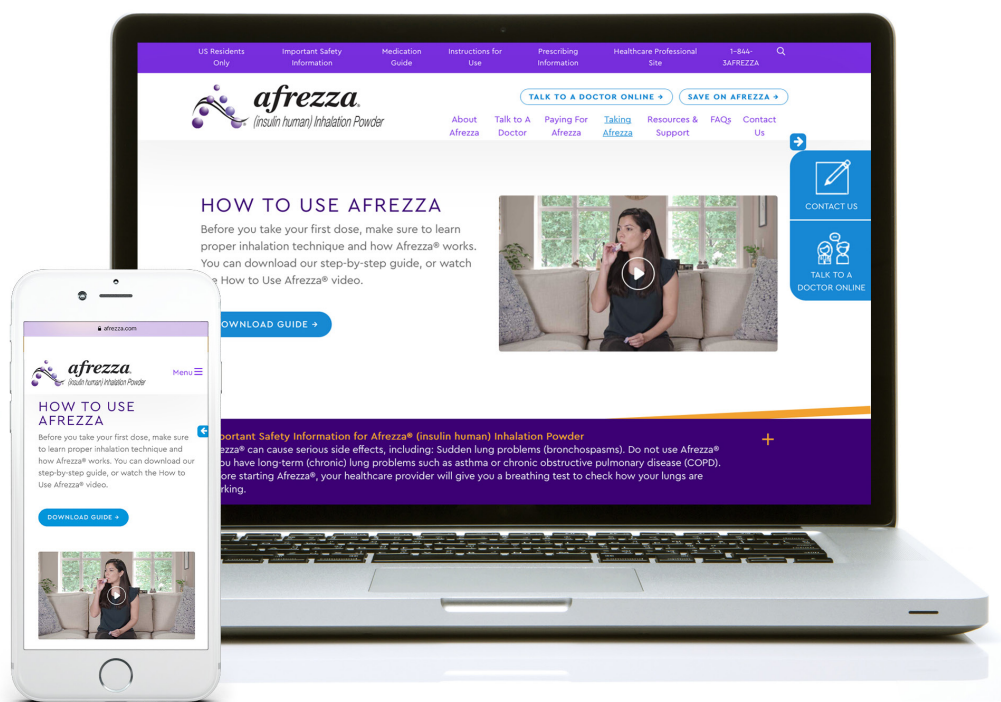 US Residents Only
Important Safety Information
Medication Guide
Instructions for Use
Prescribing Information
Healthcare Professional Site
1-844-3AFREZZA
afrezza®
(insulin human) Inhalation Powder
TALK TO A DOCTOR ONLINE →
SAVE ON AFREZZA →
About Afrezza
Talk to A Doctor
Paying For Afrezza
Taking Afrezza
Resources & Support
FAQs
Contact Us
CONTACT US
TALK TO A
DOCTOR ONLINE
HOW TO USE AFREZZA
Before you take your first dose, make sure to learn
proper inhalation technique and how Afrezza® works.
You can download our step-by-step guide, or watch
How to Use Afrezza® video.
OWNLOAD GUIDE →
portant Safety Information for Afrezza® (insulin human) Inhalation Powder
ezza® can cause serious side effects, including: Sudden lung problems (bronchospasms). Do not use Afrezza®
ou have long-term (chronic) lung problems such as asthma or chronic obstructive pulmonary disease (COPD).
ore starting Afrezza®, your healthcare provider will give you a breathing test to check how your lungs are
rking.
afrezza.com
afrezza.
(insulin human) Inhalation Powder
Menu
HOW TO USE
AFREZZA
Before you take your first dose, make sure
to learn proper inhalation technique and
how Afrezza® works. You can download our
step-by-step guide, or watch the How to
Use Afrezza® video.
DOWNLOAD GUIDE →